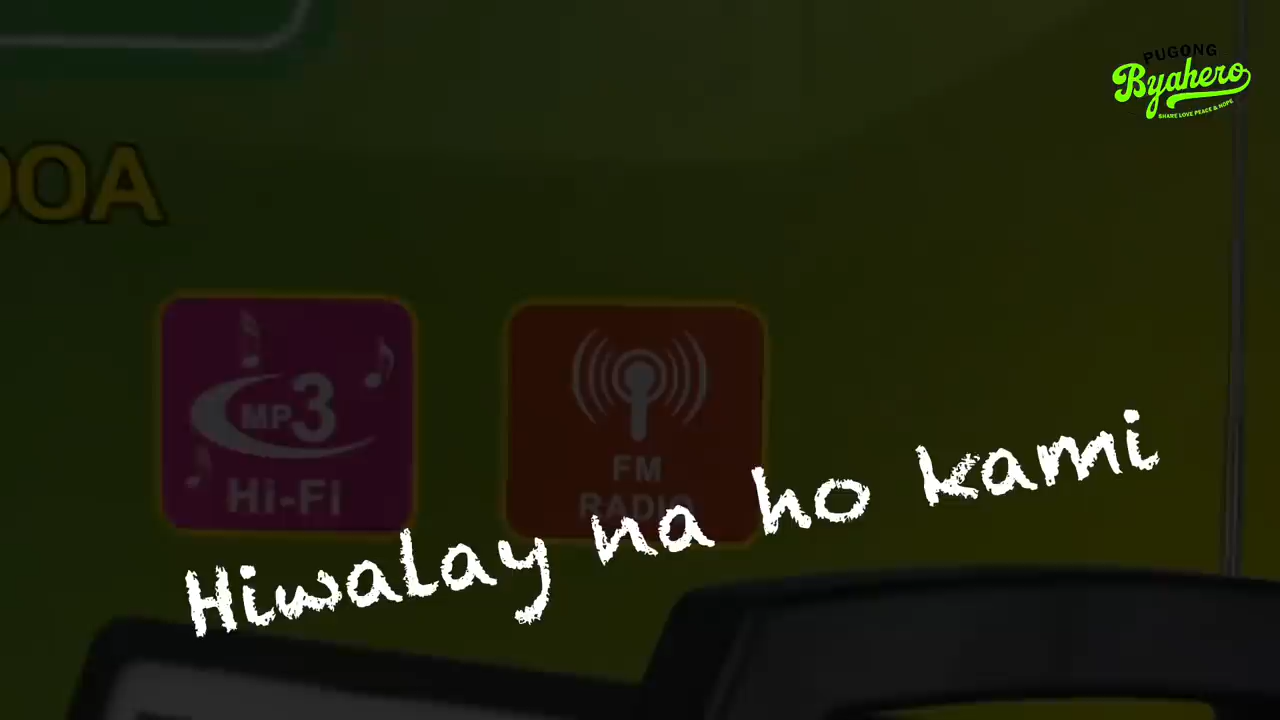 PUGONG
Byahero
SHARE LOVE PEACE & HOPE
OOA
MP3
Hi-Fi
FM
RADIO
Hiwalay na ho kami